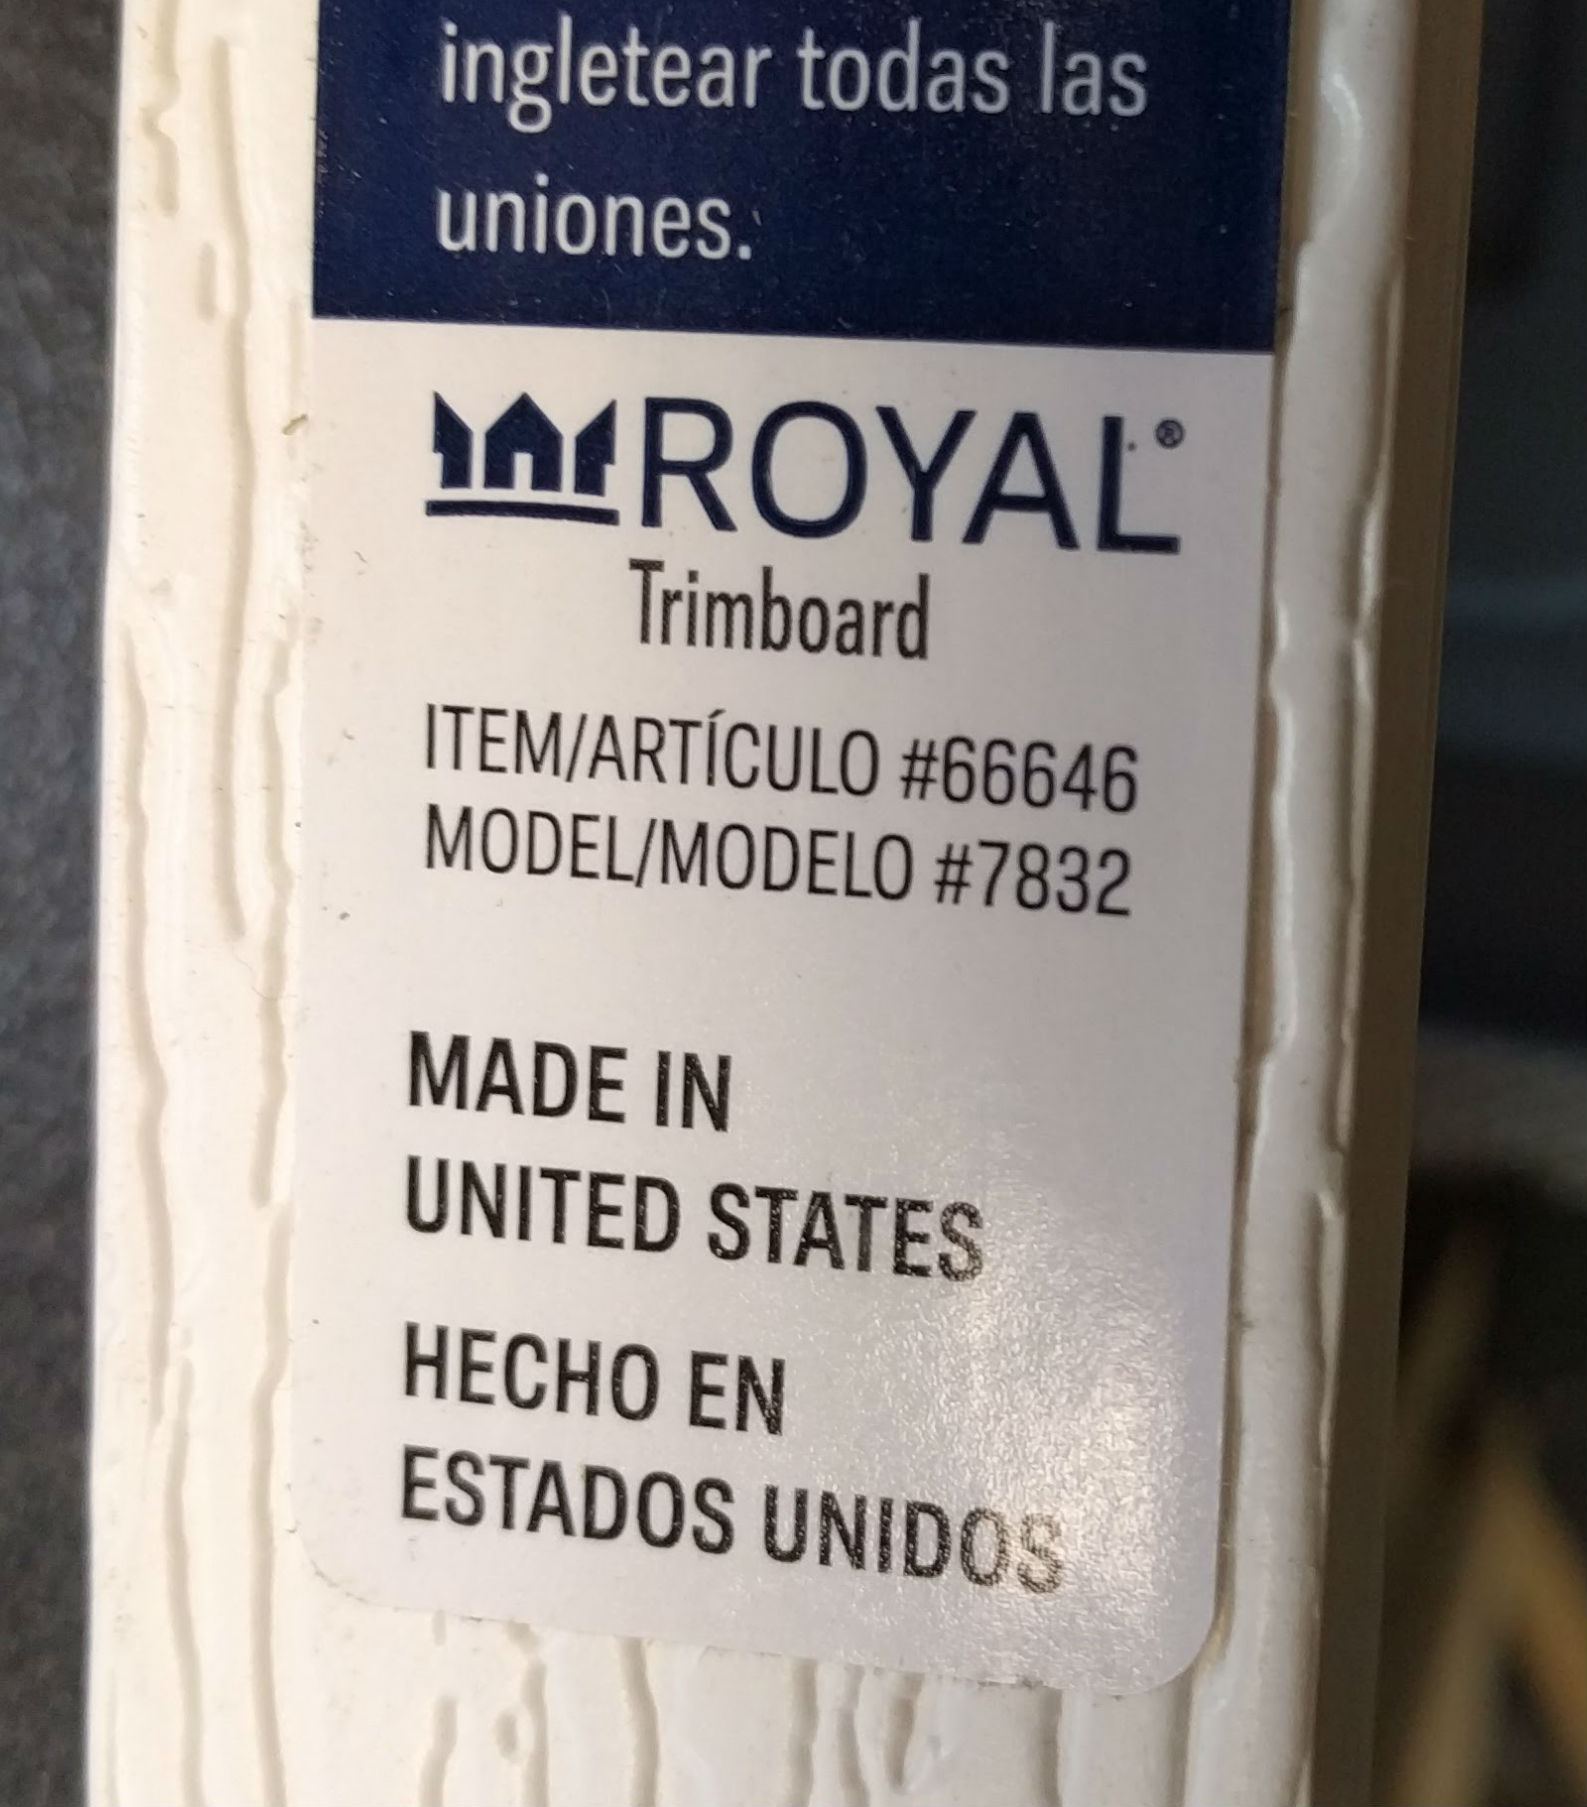 ingletear todas las
uniones.
ROYAL®
Trimboard
ITEM/ARTÍCULO #66646
MODEL/MODELO #7832
MADE IN
UNITED STATES
HECHO EN
ESTADOS UNIDOS